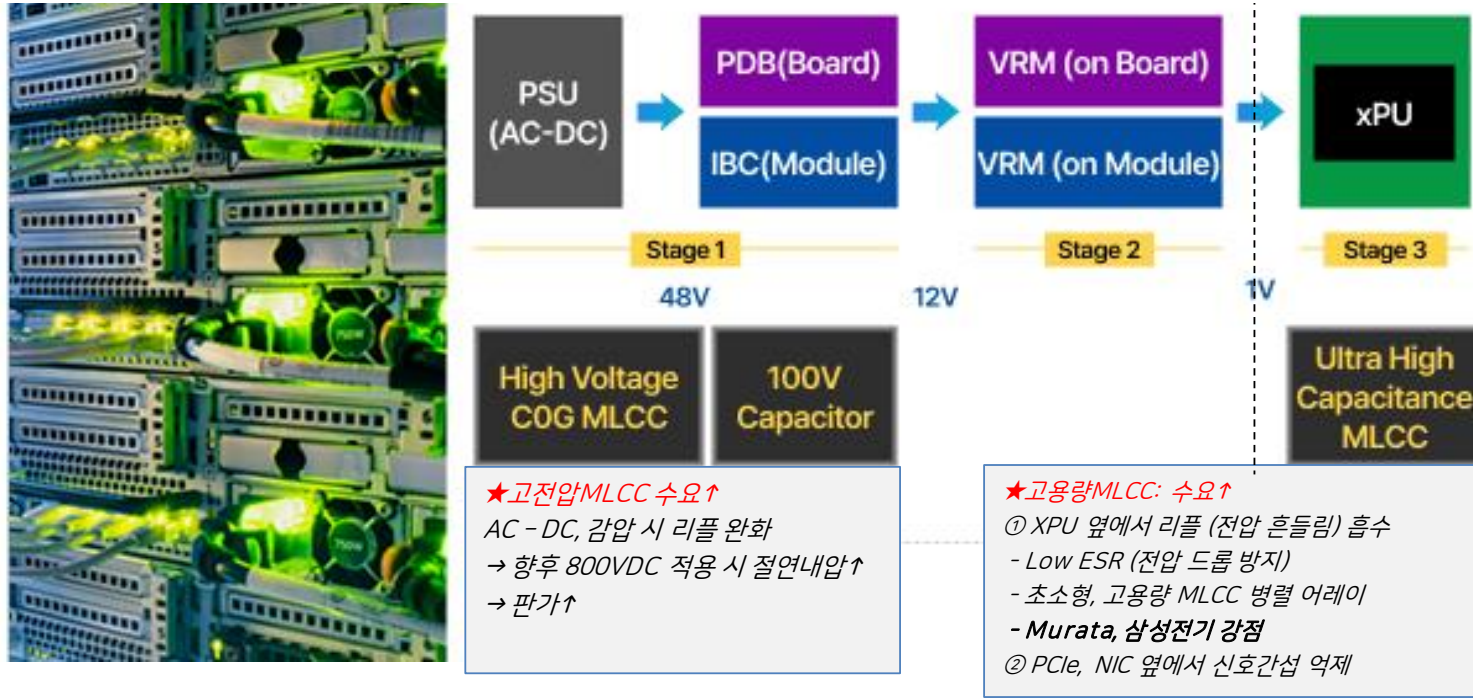 PSU
(AC-DC)
PDB(Board)
IBC(Module)
VRM (on Board)
VRM (on Module)
xPU
Stage 1
Stage 2
Stage 3
48V
12V
1V
High Voltage
C0G MLCC
100V
Capacitor
Ultra High
Capacitance
MLCC
★고전압MLCC 수요↑
AC – DC, 감압 시 리플 완화
→ 향후 800VDC 적용 시 절연내압↑
→ 판가↑
★고용량MLCC: 수요↑
① XPU 옆에서 리플 (전압 흔들림) 흡수
- Low ESR (전압 드롭 방지)
- 초소형, 고용량 MLCC 병렬 어레이
- Murata, 삼성전기 강점
② PCIe, NIC 옆에서 신호간섭 억제
750W
750W